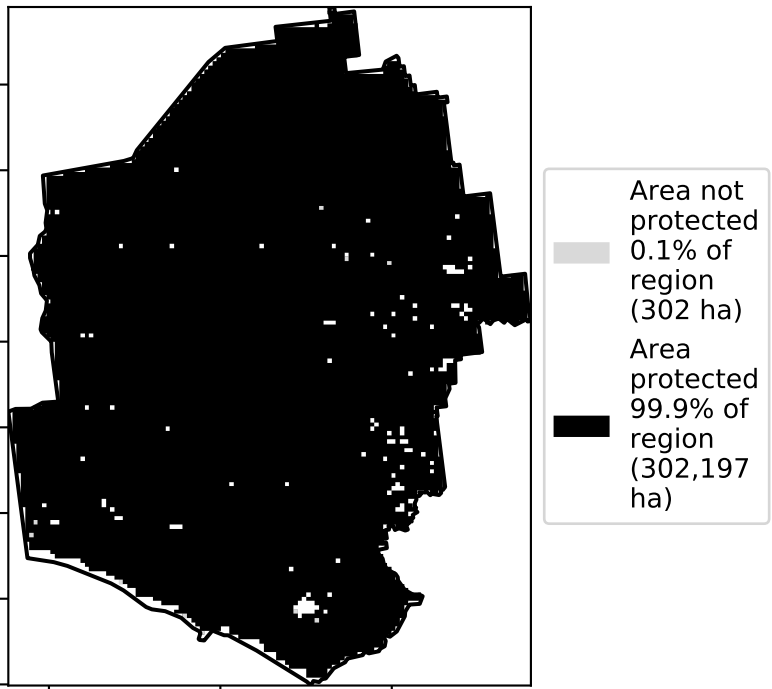 Area not
protected
0.1% of
region
(302 ha)
Area
protected
99.9% of
region
(302,197
ha)